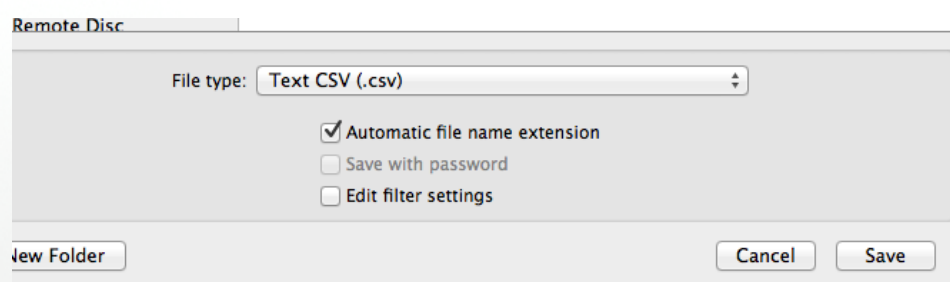 Remote Disc
File type: Text CSV (.csv)
Automatic file name extension
Save with password
Edit filter settings
New Folder Cancel Save